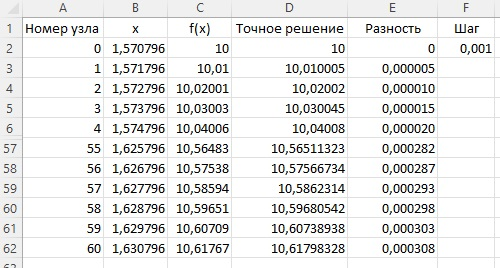 A B C D E F
1 Номер узла x f(x) Точное решение Разность Шаг
2 0 1,570796 10 10 0 0,001
3 1 1,571796 10,01 10,010005 0,000005
4 2 1,572796 10,02001 10,02002 0,000010
5 3 1,573796 10,03003 10,030045 0,000015
6 4 1,574796 10,04006 10,04008 0,000020
57 55 1,625796 10,56483 10,56511323 0,000282
58 56 1,626796 10,57538 10,57566734 0,000287
59 57 1,627796 10,58594 10,5862314 0,000293
60 58 1,628796 10,59651 10,59680542 0,000298
61 59 1,629796 10,60709 10,60738938 0,000303
62 60 1,630796 10,61767 10,61798328 0,000308